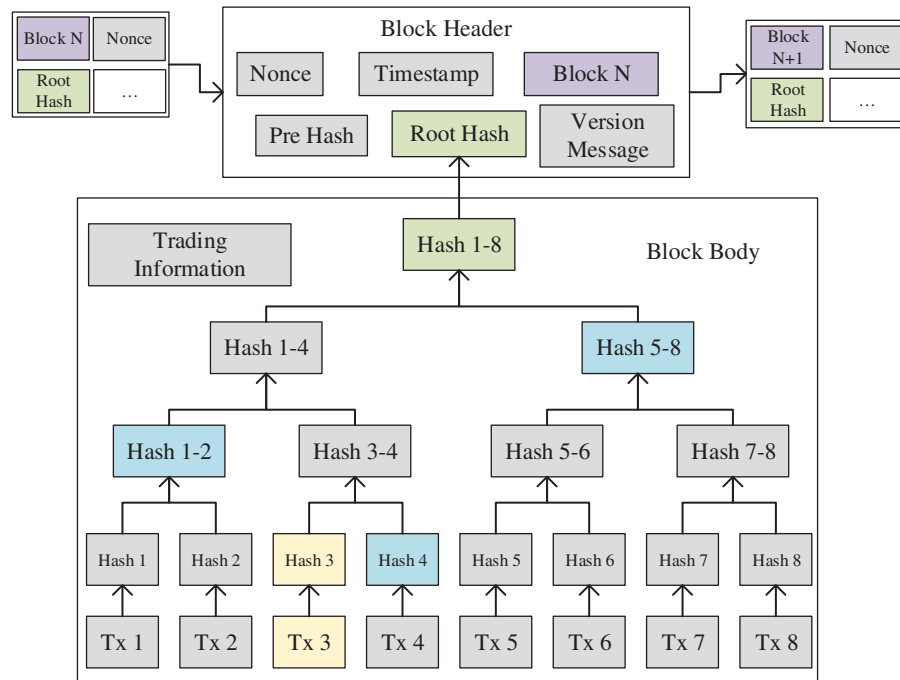 Block N
Nonce
Root
Hash
...
Block Header
Nonce
Timestamp
Block N
Pre Hash
Root Hash
Version
Message
Block
N+1
Nonce
Root
Hash
...
Trading
Information
Hash 1-8
Block Body
Hash 1-4
Hash 5-8
Hash 1-2
Hash 3-4
Hash 5-6
Hash 7-8
Hash 1
Hash 2
Hash 3
Hash 4
Hash 5
Hash 6
Hash 7
Hash 8
Tx 1
Tx 2
Tx 3
Tx 4
Tx 5
Tx 6
Tx 7
Tx 8